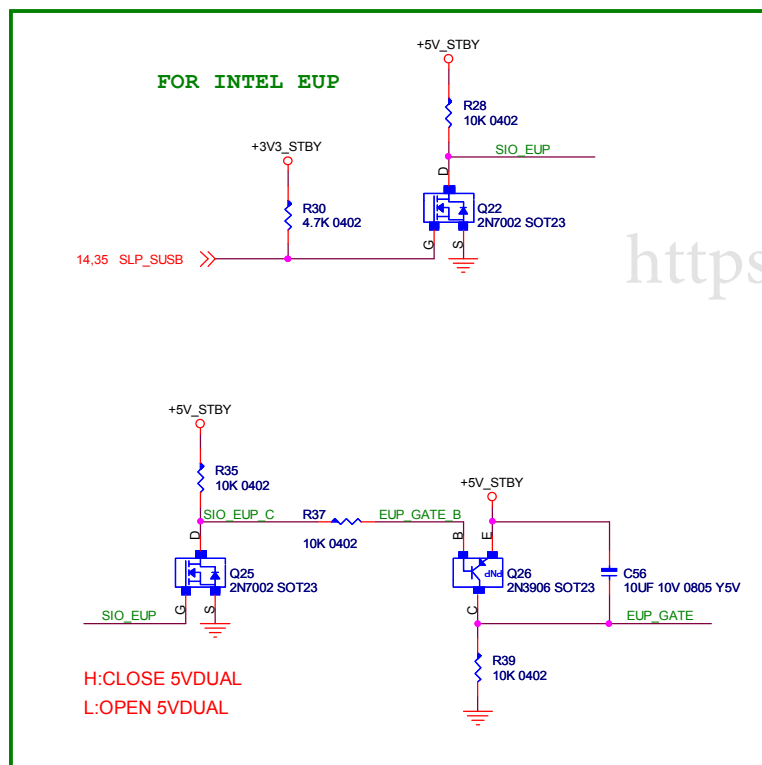 +5V_STBY
FOR INTEL EUP
R28
10K 0402
+3V3_STBY
SIO_EUP
D
R30
4.7K 0402
Q22
2N7002 SOT23
G
S
14,35 SLP_SUSB
https
+5V_STBY
R35
10K 0402
+5V_STBY
SIO_EUP_C
R37
EUP_GATE_B
10K 0402
D
B
E
Q25
2N7002 SOT23
PNP
Q26
2N3906 SOT23
C56
10UF 10V 0805 Y5V
SIO_EUP
G
S
C
EUP_GATE
R39
10K 0402
H:CLOSE 5VDUAL
L:OPEN 5VDUAL